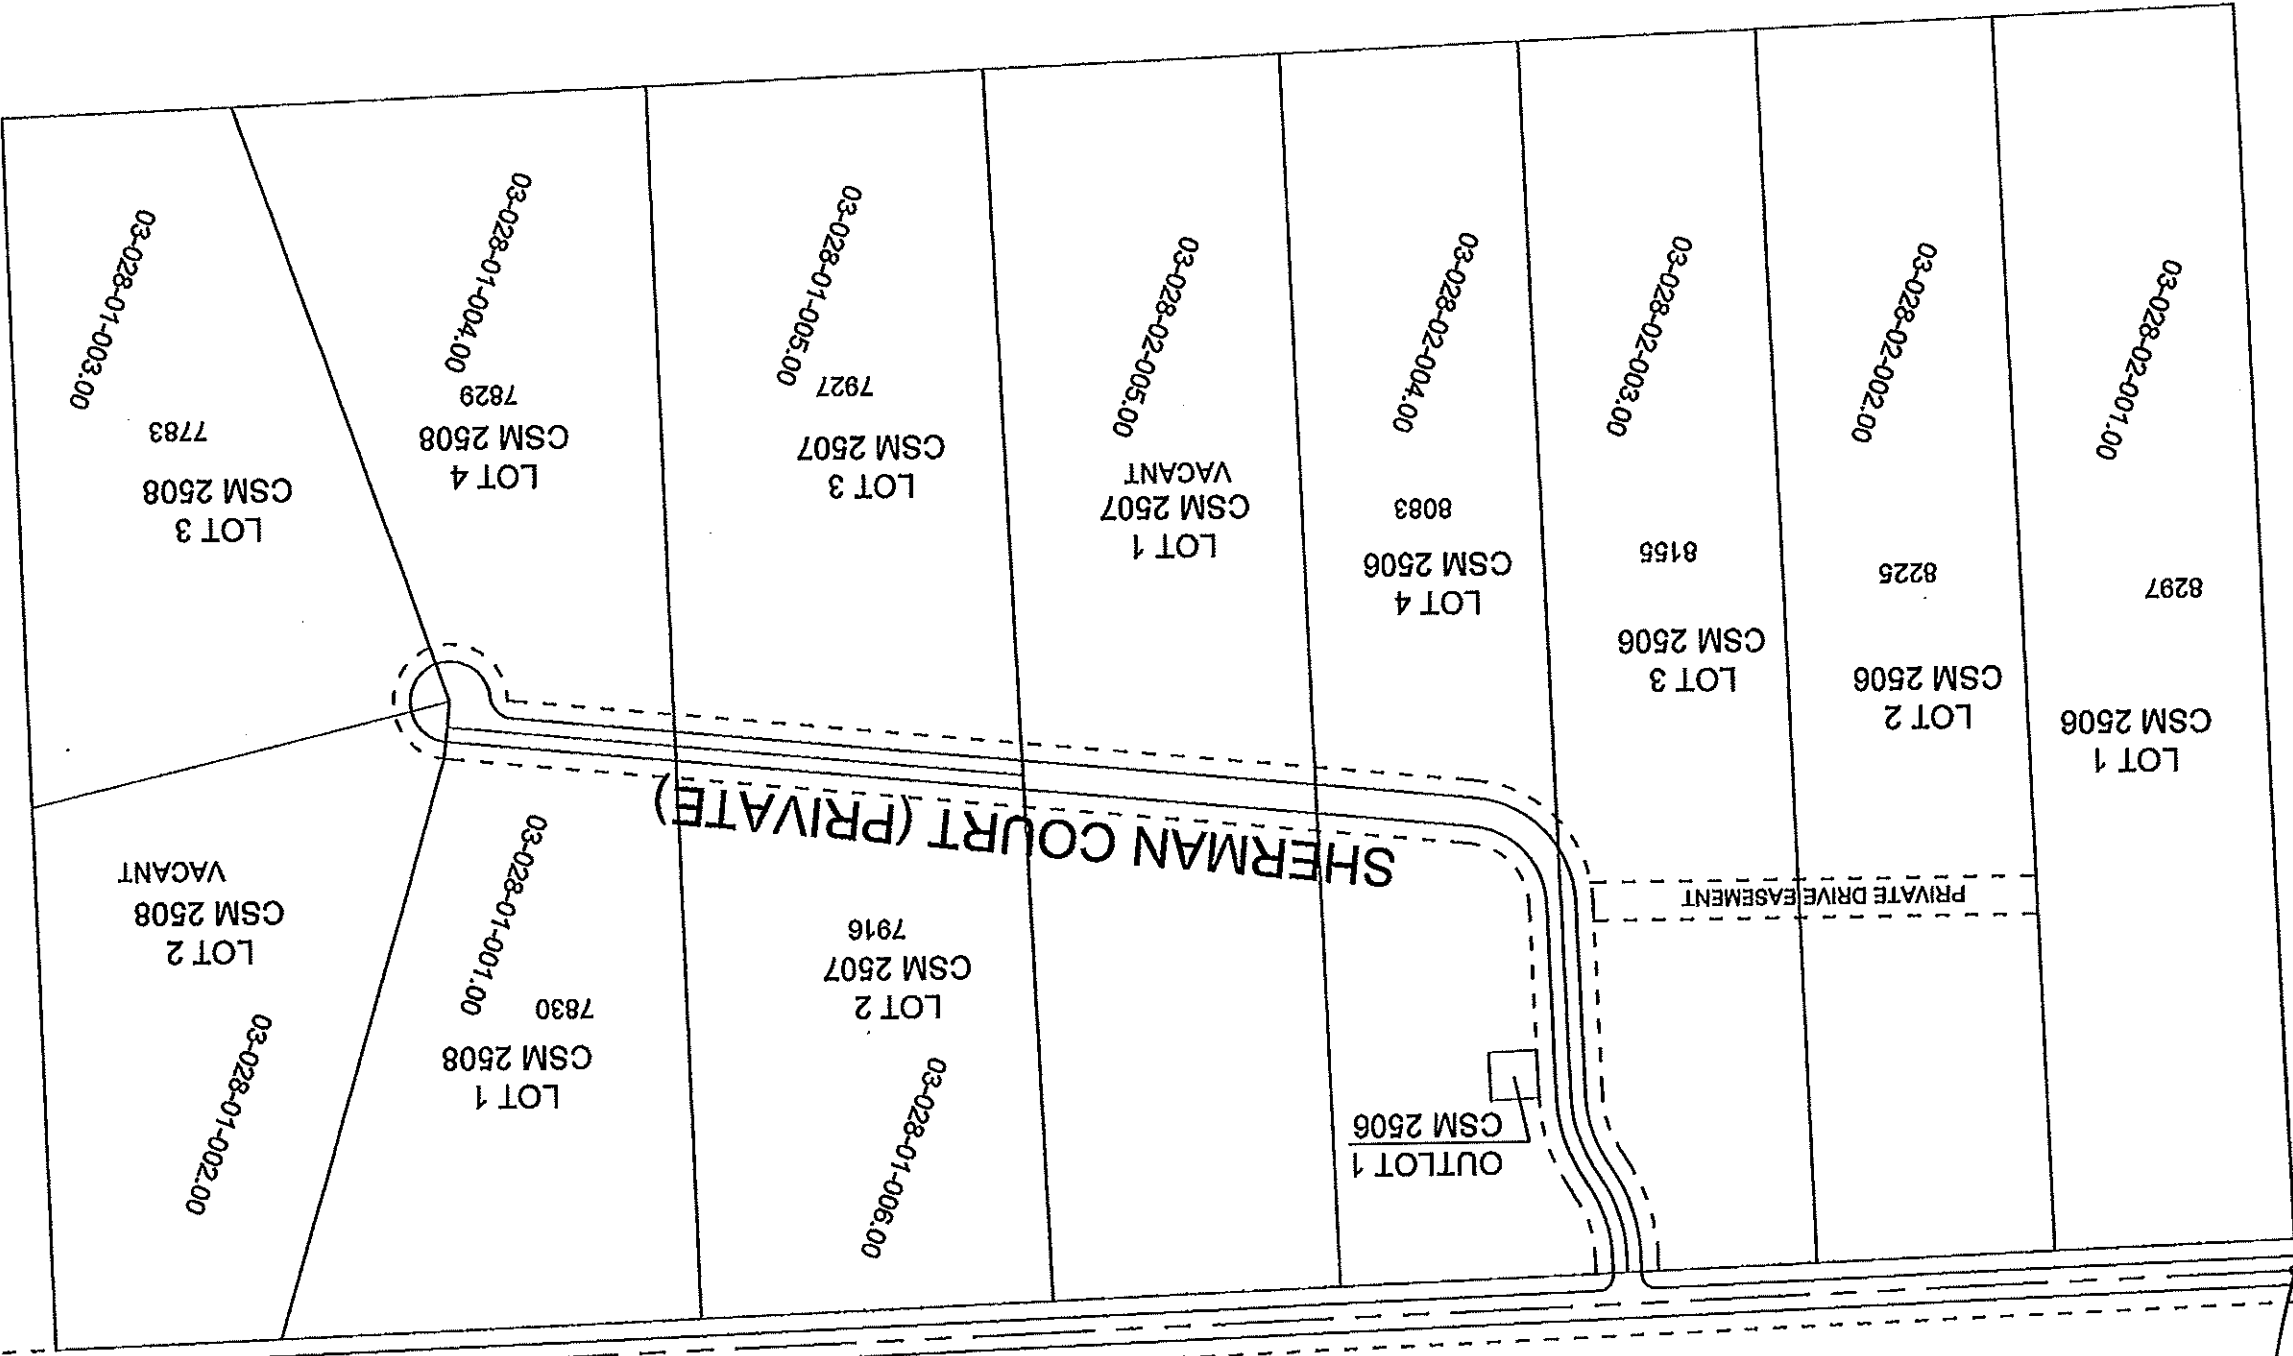 OUTLOT 1
CSM 2506
03-028-01-006.00
LOT 2
CSM 2507
7916
LOT 1
CSM 2508
7830
03-028-01-001.00
03-028-01-002.00
LOT 2
CSM 2508
VACANT
PRIVATE DRIVE EASEMENT
SHERMAN COURT (PRIVATE)
LOT 1
CSM 2506
8297
03-028-02-001.00
LOT 2
CSM 2506
8225
03-028-02-002.00
LOT 3
CSM 2506
8155
03-028-02-003.00
LOT 4
CSM 2506
8083
03-028-02-004.00
LOT 1
CSM 2507
VACANT
03-028-02-005.00
LOT 3
CSM 2507
7927
03-028-01-005.00
LOT 4
CSM 2508
7829
03-028-01-004.00
LOT 3
CSM 2508
7783
03-028-01-003.00